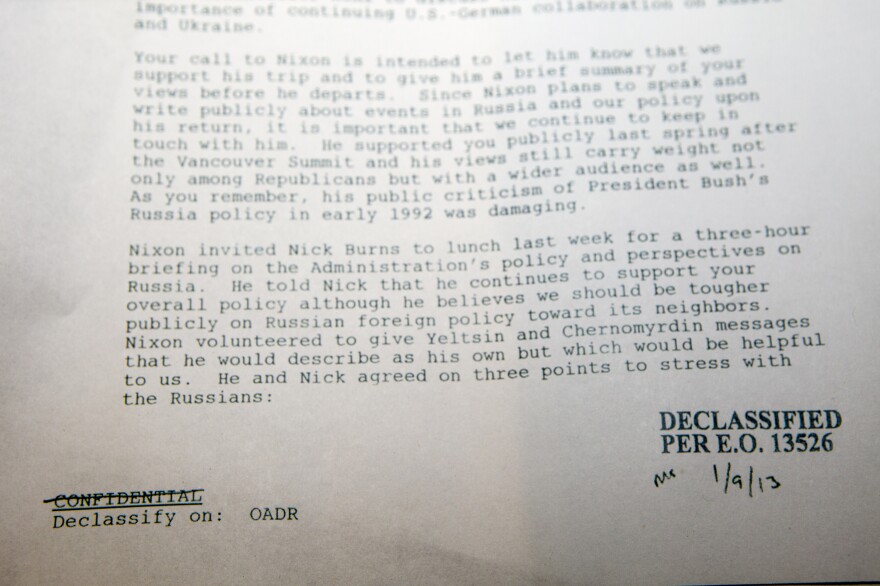 importance of continuing U.S.-German collaboration on Russia
and Ukraine.
Your call to Nixon is intended to let him know that we
support his trip and to give him a brief summary of your
views before he departs. Since Nixon plans to speak and
write publicly about events in Russia and our policy upon
his return, it is important that we continue to keep in
touch with him. He supported you publicly last spring after
the Vancouver Summit and his views still carry weight not
only among Republicans but with a wider audience as well.
As you remember, his public criticism of President Bush's
Russia policy in early 1992 was damaging.
Nixon invited Nick Burns to lunch last week for a three-hour
briefing on the Administration's policy and perspectives on
Russia. He told Nick that he continues to support your
overall policy although he believes we should be tougher
publicly on Russian foreign policy toward its neighbors.
Nixon volunteered to give Yeltsin and Chernomyrdin messages
that he would describe as his own but which would be helpful
to us. He and Nick agreed on three points to stress with
the Russians:
DECLASSIFIED
PER E.O. 13526
1/9/13
CONFIDENTIAL
Declassify on: OADR